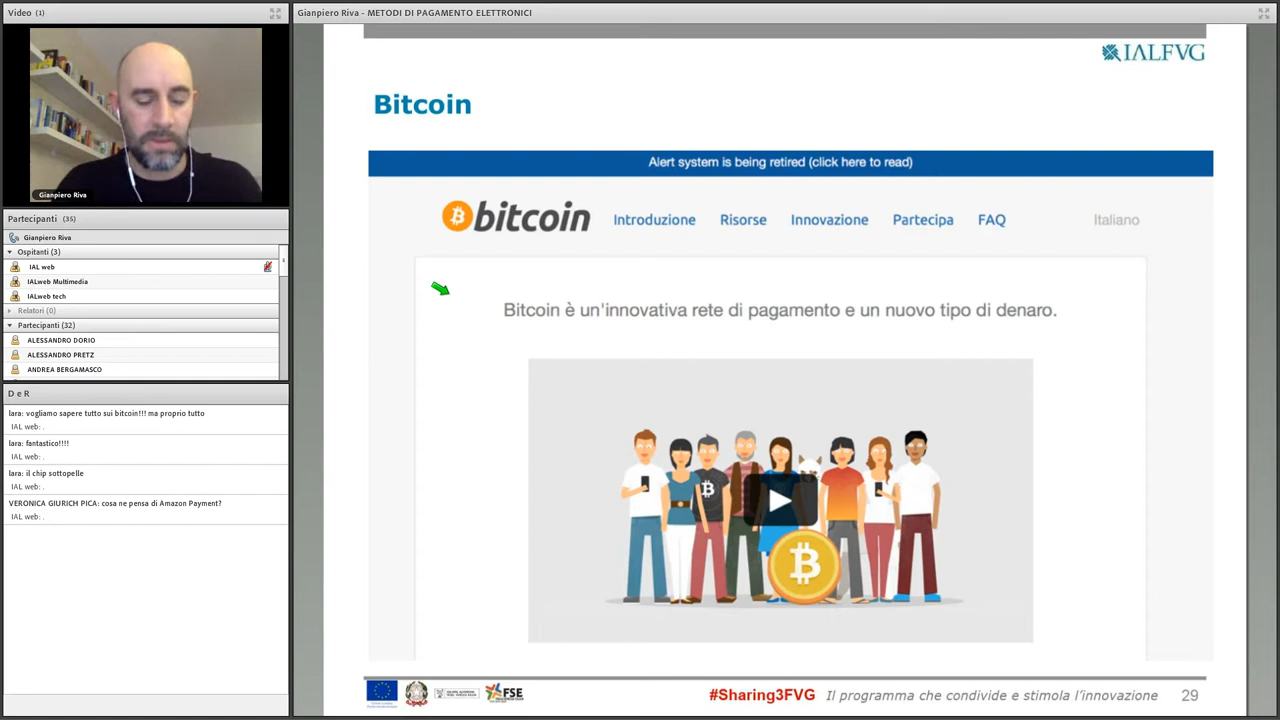 Video (1)
Gianpiero Riva
Partecipanti (35)
Gianpiero Riva
Ospitanti (3)
IAL web
IALweb Multimedia
IALweb tech
Relatori (0)
Partecipanti (32)
ALESSANDRO DORIO
ALESSANDRO PRETZ
ANDREA BERGAMASCO
D e R
lara: vogliamo sapere tutto sui bitcoin!!! ma proprio tutto
IAL web: .
lara: fantastico!!!!
IAL web: .
lara: il chip sottopelle
IAL web: .
VERONICA GIURICH PICA: cosa ne pensa di Amazon Payment?
IAL web: .
Gianpiero Riva - METODI DI PAGAMENTO ELETTRONICI
IALFVG
Bitcoin
Alert system is being retired (click here to read)
bitcoin Introduzione Risorse Innovazione Partecipa FAQ Italiano
Bitcoin è un'innovativa rete di pagamento e un nuovo tipo di denaro.
FSE
#Sharing3FVG Il programma che condivide e stimola l'innovazione 29